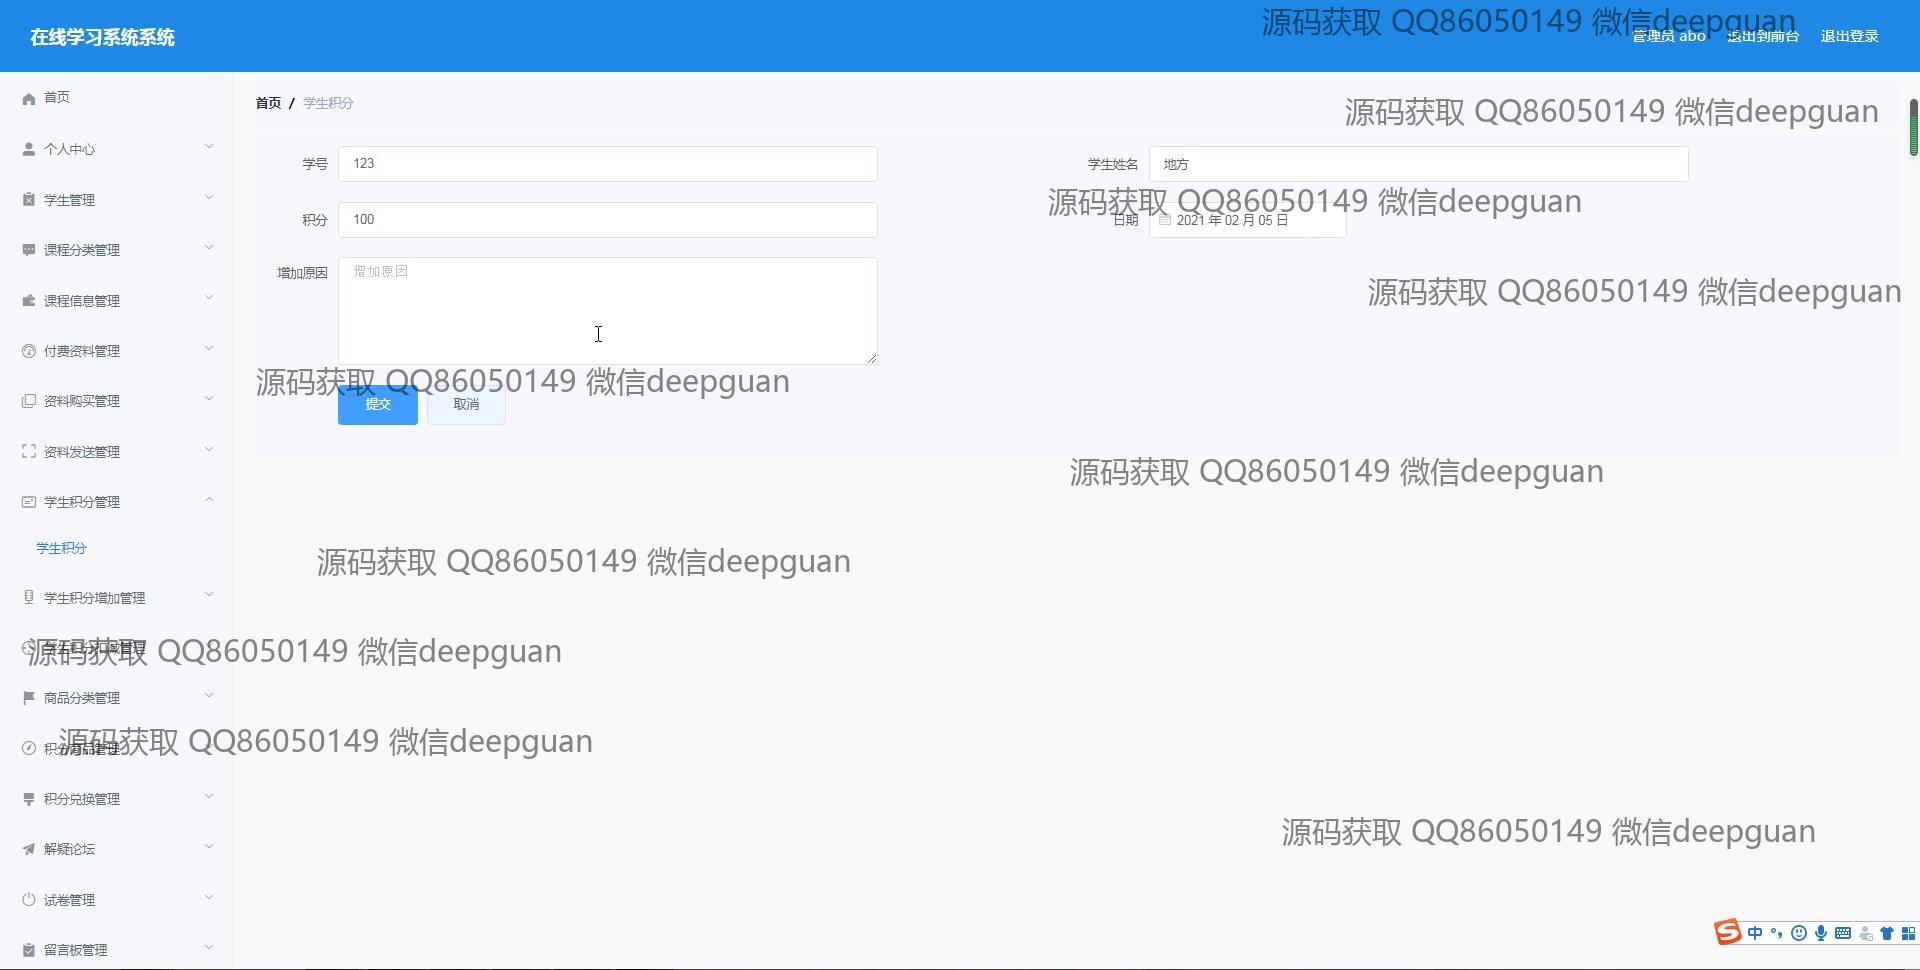 在线学习系统系统
源码获取 QQ86050149 微信deepguan
管理员 abo 退出到前台 退出登录
首页
首页 / 学生积分
源码获取 QQ86050149 微信deepguan
个人中心
学号 123 学生姓名 地方
学生管理
源码获取 QQ86050149 微信deepguan
积分 100 日期 2021 年 02 月 05 日
课程分类管理
增加原因 增加原因
课程信息管理
源码获取 QQ86050149 微信deepguan
付费资料管理
源码获取 QQ86050149 微信deepguan
资料购买管理
提交 取消
资料发送管理
源码获取 QQ86050149 微信deepguan
学生积分管理
学生积分
源码获取 QQ86050149 微信deepguan
学生积分增加管理
学生积分扣减管理
源码获取 QQ86050149 微信deepguan
商品分类管理
积分商品管理
源码获取 QQ86050149 微信deepguan
积分兑换管理
源码获取 QQ86050149 微信deepguan
解疑论坛
试卷管理
留言板管理
中